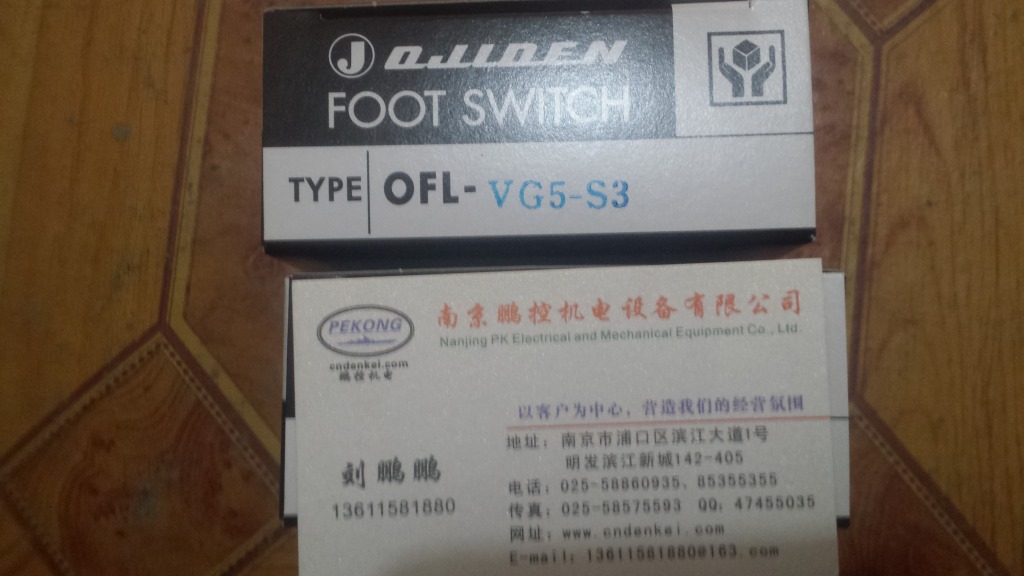 J OJIDEN
FOOT SWITCH
TYPE OFL- VG5-S3
PEKONG
cndenkei.com
鹏控机电
南京鹏控机电设备有限公司
Nanjing PK Electrical and Mechanical Equipment Co., Ltd.
以客户为中心，营造我们的经营氛围
地址：南京市浦口区滨江大道1号
明发滨江新城142-405
电话：025-58860935、85355355
传真：025-58575593 QQ：47455035
网址：www.cndenkei.com
E-mail：13611581880@163.com
刘鹏鹏
13611581880